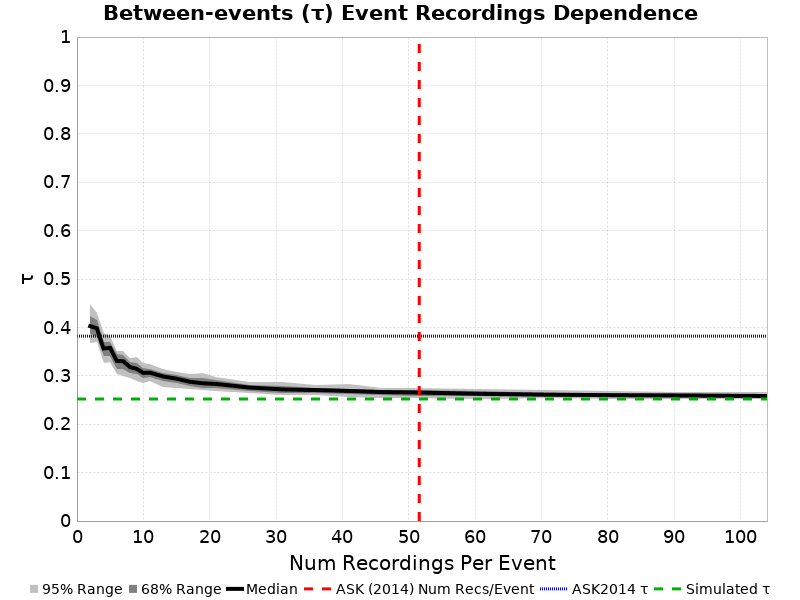 Between-events (τ) Event Recordings Dependence
1
0.9
0.8
0.7
0.6
0.5
0.4
0.3
0.2
0.1
0
τ
0 10 20 30 40 50 60 70 80 90 100
Num Recordings Per Event
95% Range 68% Range Median ASK (2014) Num Recs/Event ASK2014 τ Simulated τ